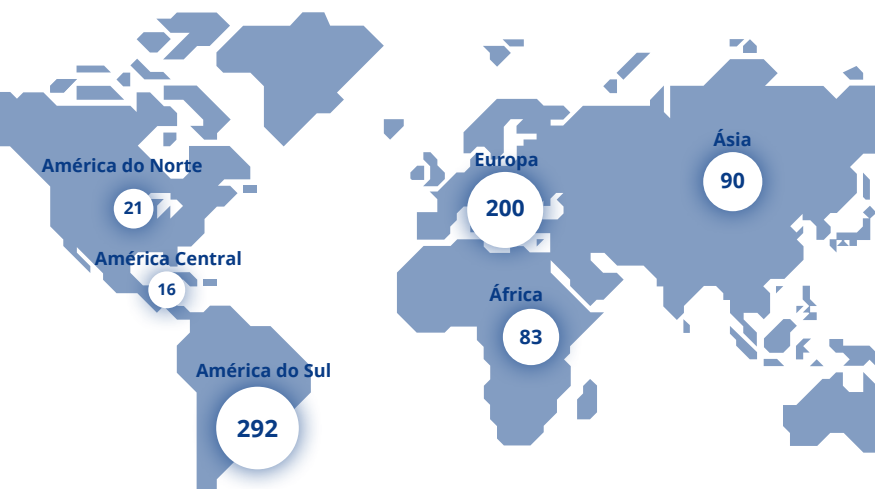 Ásia
90
Europa
200
América do Norte
21
América Central
16
África
83
América do Sul
292